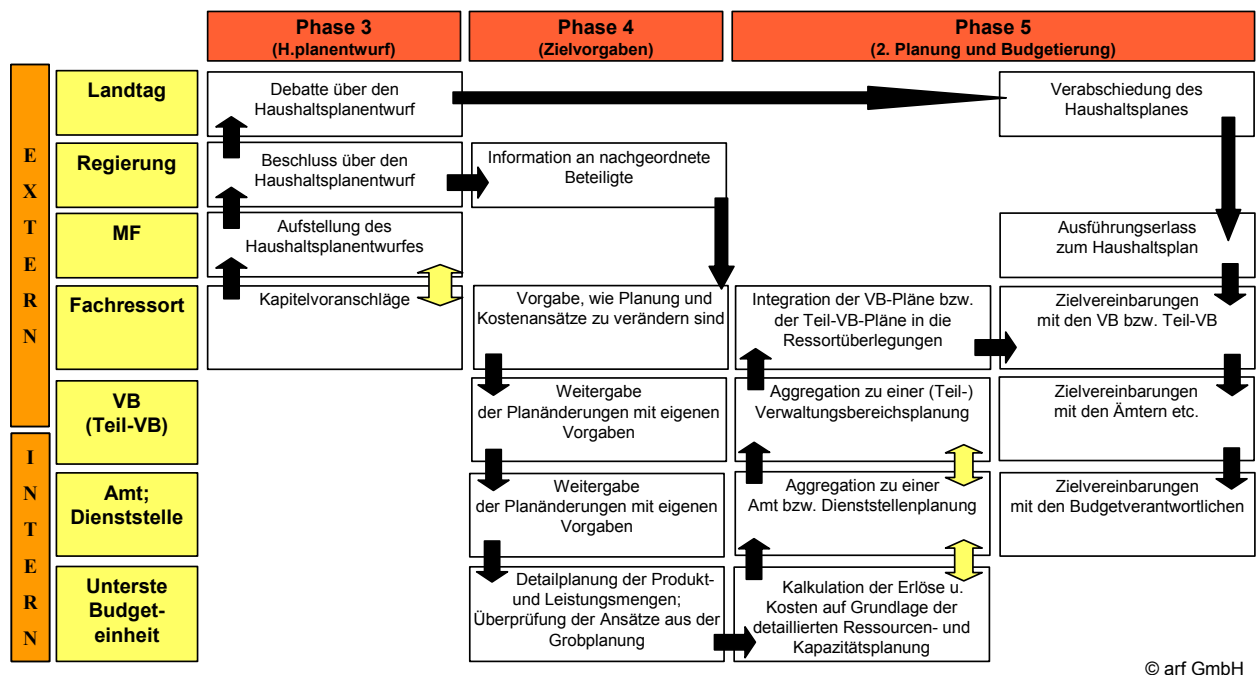 Phase 3
(H.planentwurf)
Phase 4
(Zielvorgaben)
Phase 5
(2. Planung und Budgetierung)
EXTERN
Landtag
Debatte über den
Haushaltsplanentwurf
Verabschiedung des
Haushaltsplanes
Regierung
Beschluss über den
Haushaltsplanentwurf
Information an nachgeordnete
Beteiligte
MF
Aufstellung des
Haushaltsplanentwurfes
Ausführungserlass
zum Haushaltsplan
Fachressort
Kapitelvoranschläge
Vorgabe, wie Planung und
Kostenansätze zu verändern sind
Integration der VB-Pläne bzw.
der Teil-VB-Pläne in die
Ressortüberlegungen
Zielvereinbarungen
mit den VB bzw. Teil-VB
VB
(Teil-VB)
Weitergabe
der Planänderungen mit eigenen
Vorgaben
Aggregation zu einer (Teil-)
Verwaltungsbereichsplanung
Zielvereinbarungen
mit den Ämtern etc.
INTERN
Amt;
Dienststelle
Weitergabe
der Planänderungen mit eigenen
Vorgaben
Aggregation zu einer
Amt bzw. Dienststellenplanung
Zielvereinbarungen
mit den Budgetverantwortlichen
Unterste
Budget-
einheit
Detailplanung der Produkt-
und Leistungsmengen;
Überprüfung der Ansätze aus der
Grobplanung
Kalkulation der Erlöse u.
Kosten auf Grundlage der
detaillierten Ressourcen- und
Kapazitätsplanung
© arf GmbH